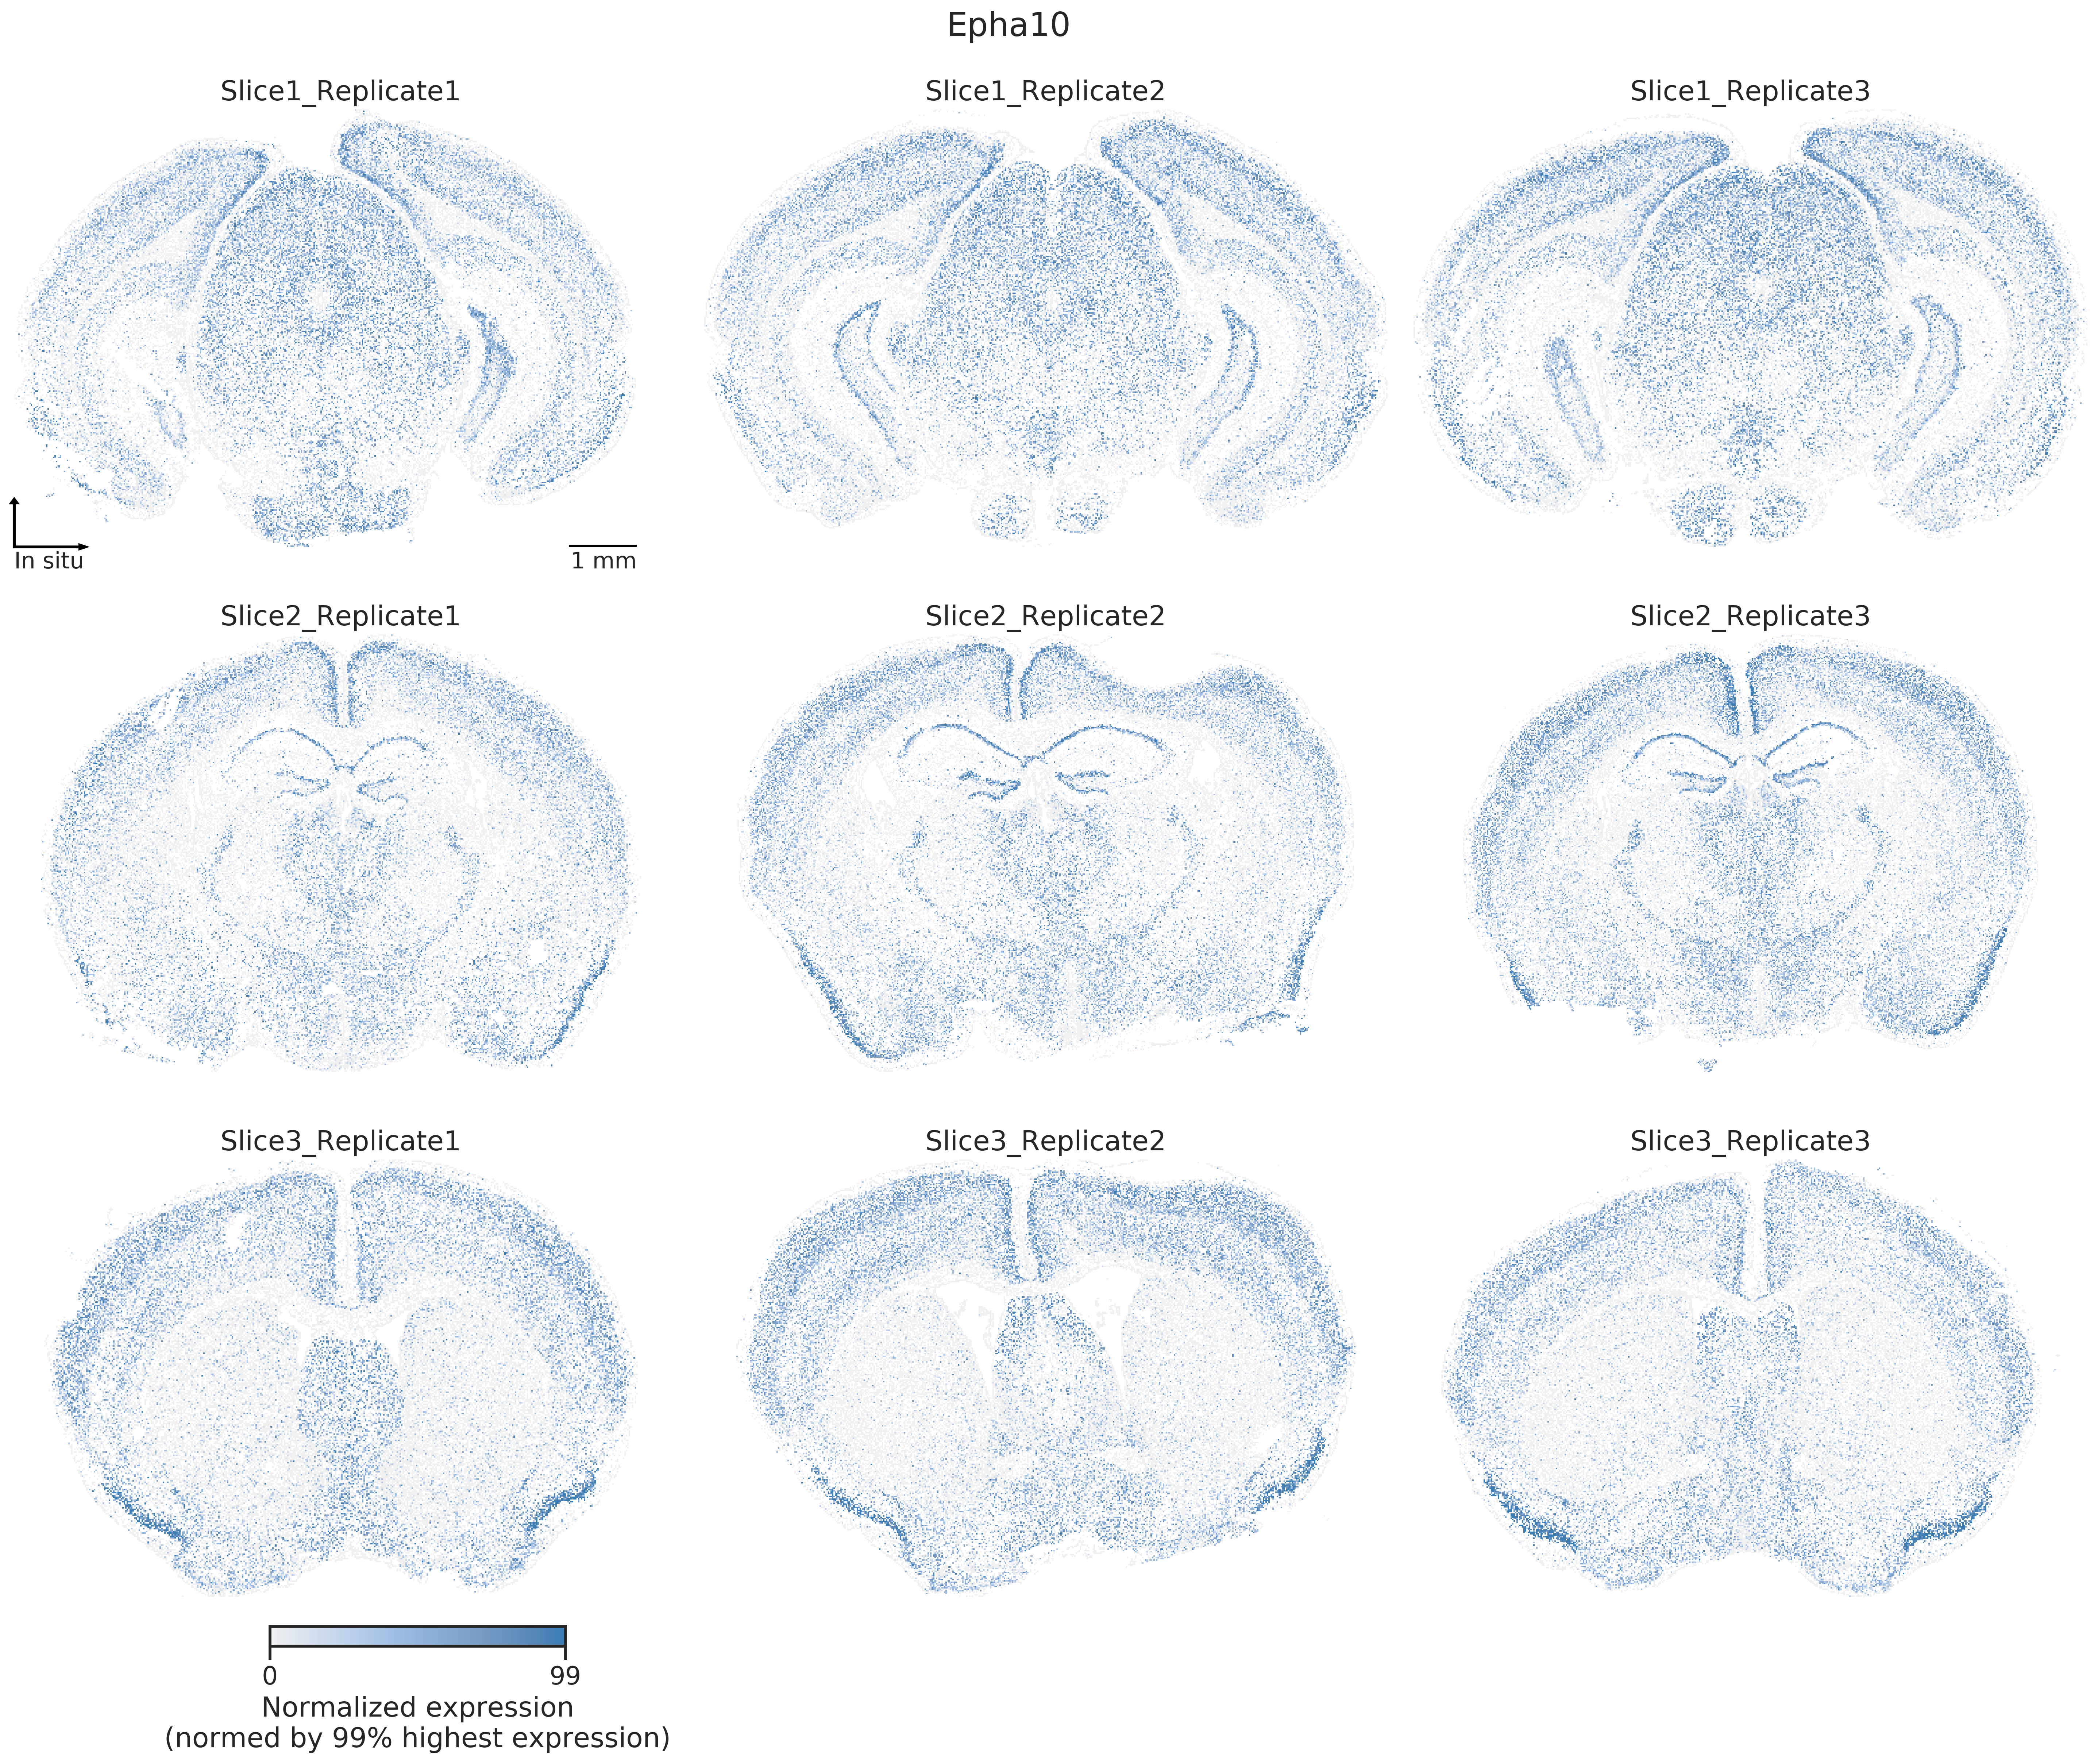 Epha10
Slice1_Replicate1
Slice1_Replicate2
Slice1_Replicate3
In situ
1 mm
Slice2_Replicate1
Slice2_Replicate2
Slice2_Replicate3
Slice3_Replicate1
Slice3_Replicate2
Slice3_Replicate3
0
99
Normalized expression
(normed by 99% highest expression)